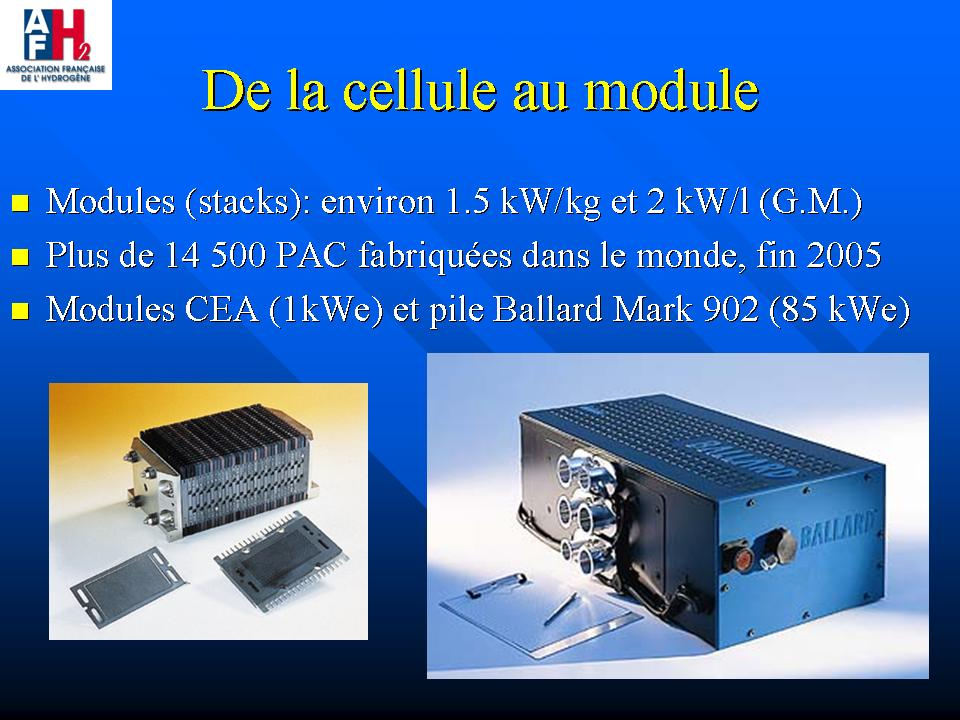 AFH2
ASSOCIATION FRANÇAISE
DE L'HYDROGÈNE
De la cellule au module
Modules (stacks): environ 1.5 kW/kg et 2 kW/l (G.M.)
Plus de 14 500 PAC fabriquées dans le monde, fin 2005
Modules CEA (1kWe) et pile Ballard Mark 902 (85 kWe)
BALLARD
BALLARD